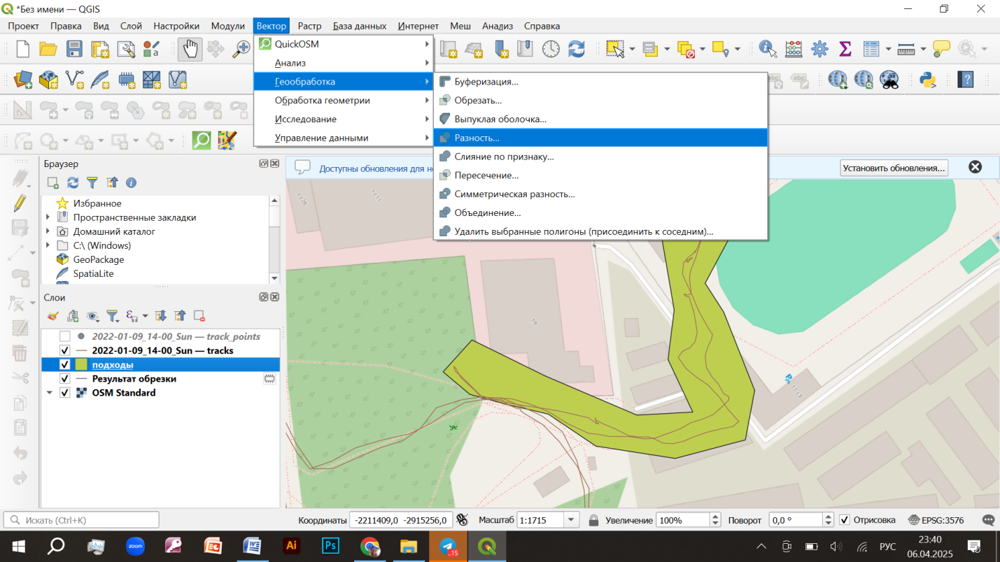 *Без имени — QGIS
Проект Правка Вид Слой Настройки Модули Вектор Растр База данных Интернет Меш Анализ Справка
QuickOSM
Анализ
Геообработка
Обработка геометрии
Исследование
Управление данными
Буферизация...
Обрезать...
Выпуклая оболочка...
Разность...
Слияние по признаку...
Пересечение...
Симметрическая разность...
Объединение...
Удалить выбранные полигоны (присоединить к соседним)...
Браузер
Доступны обновления для
Установить обновления...
Избранное
Пространственные закладки
Домашний каталог
C:\ (Windows)
GeoPackage
SpatiaLite
Слои
2022-01-09_14-00_Sun — track_points
2022-01-09_14-00_Sun — tracks
подходы
Результат обрезки
OSM Standard
19
Искать (Ctrl+K)
Координаты -2211409,0 -2915256,0 Масштаб 1:1715 Увеличение 100% Поворот 0,0 ° Отрисовка EPSG:3576
zoom W Ai Ps 15 РУС
23:40
06.04.2025